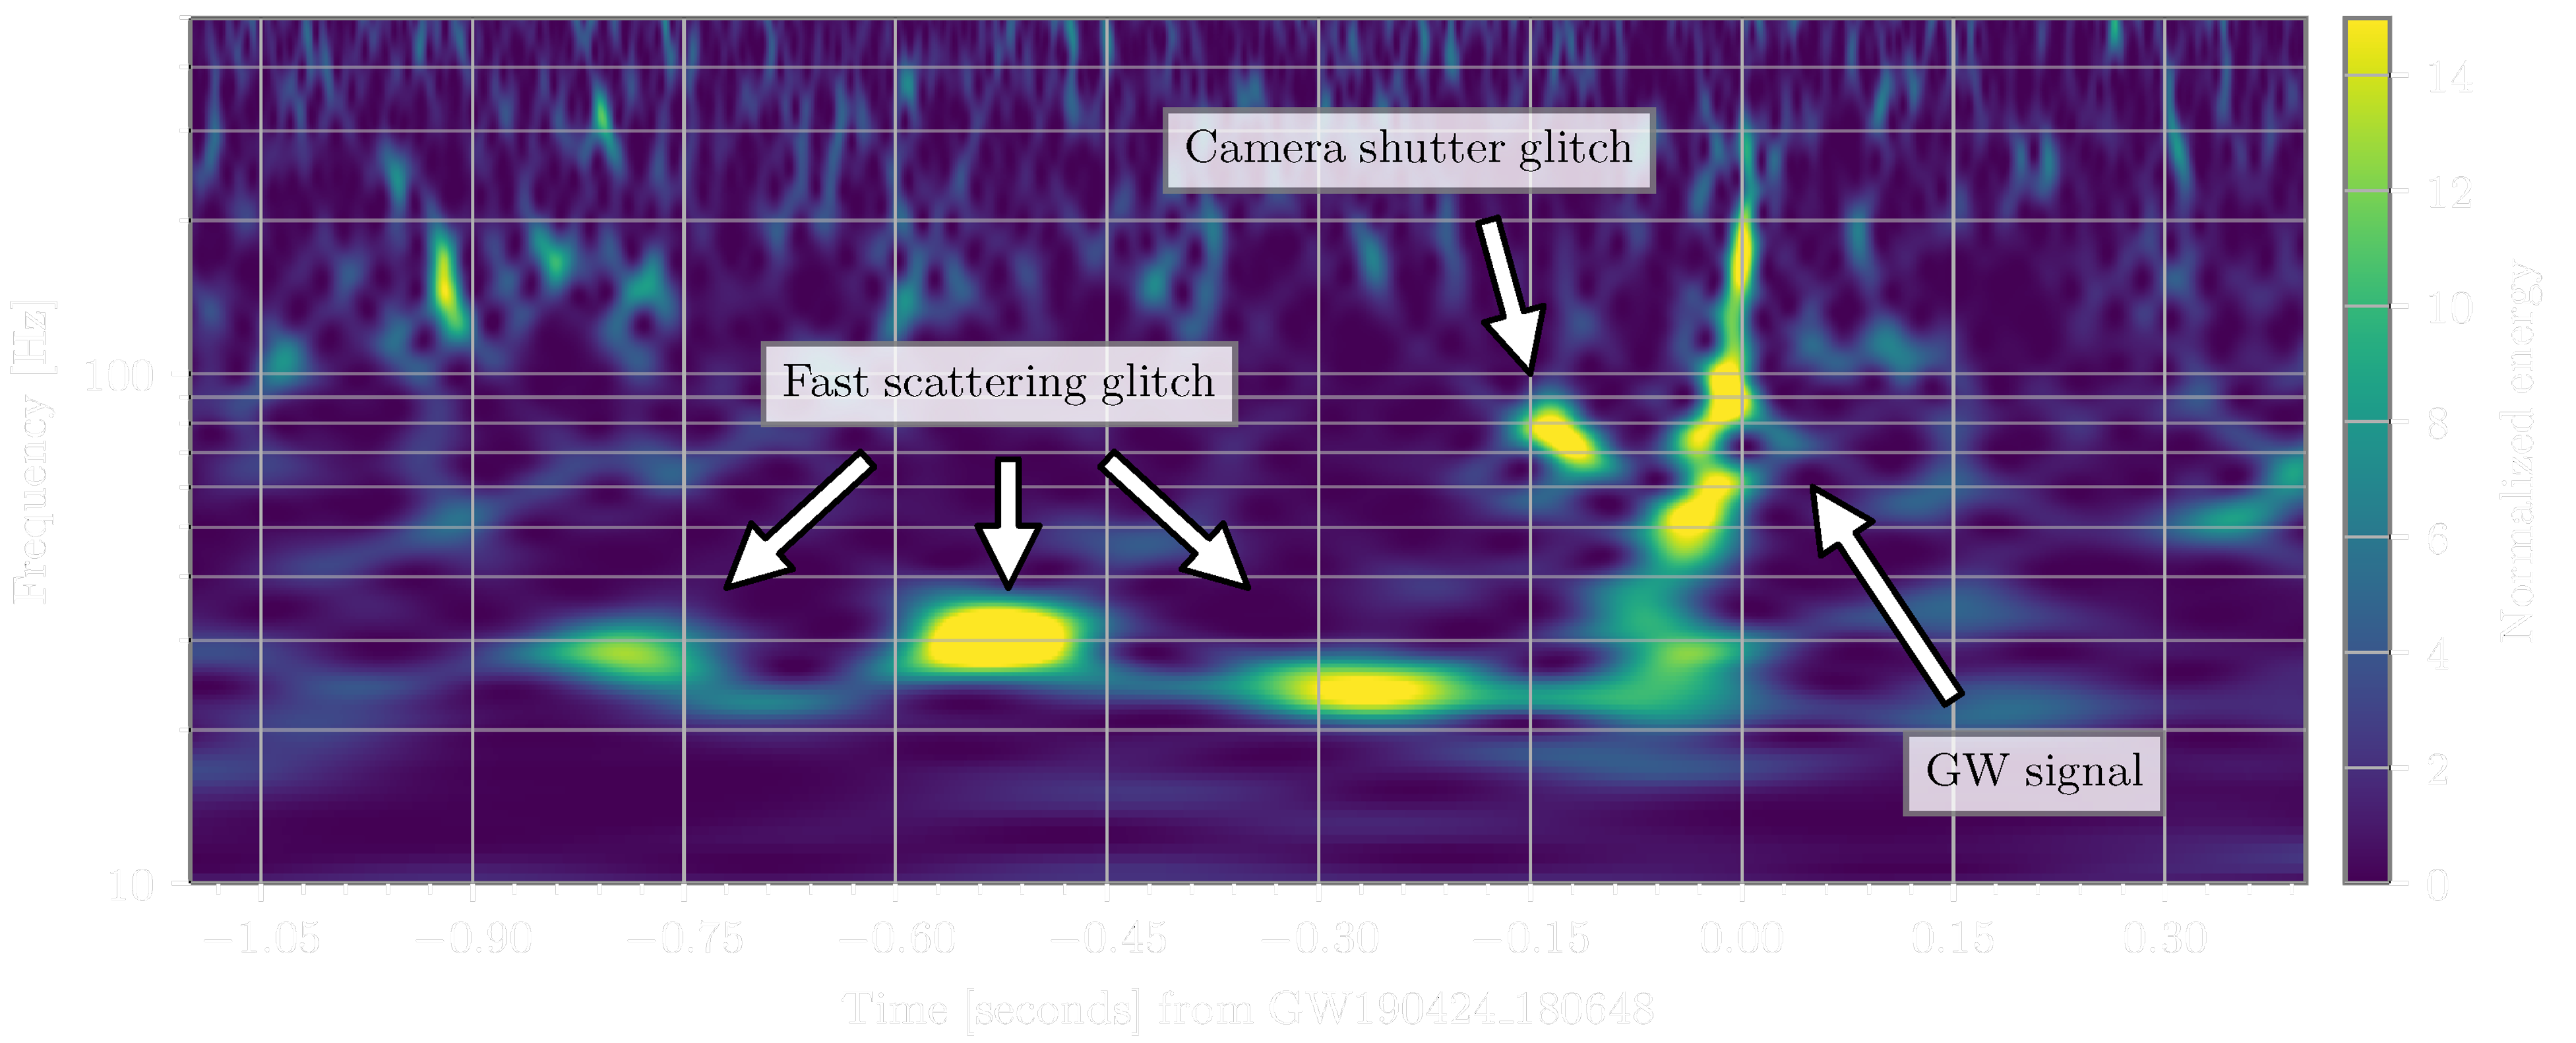 Camera shutter glitch
Fast scattering glitch
GW signal
Frequency [Hz]
100
10
−1.05 −0.90 −0.75 −0.60 −0.45 −0.30 −0.15 0.00 0.15 0.30
Time [seconds] from GW190424_180648
14
12
10
8
6
4
2
0
Normalized energy